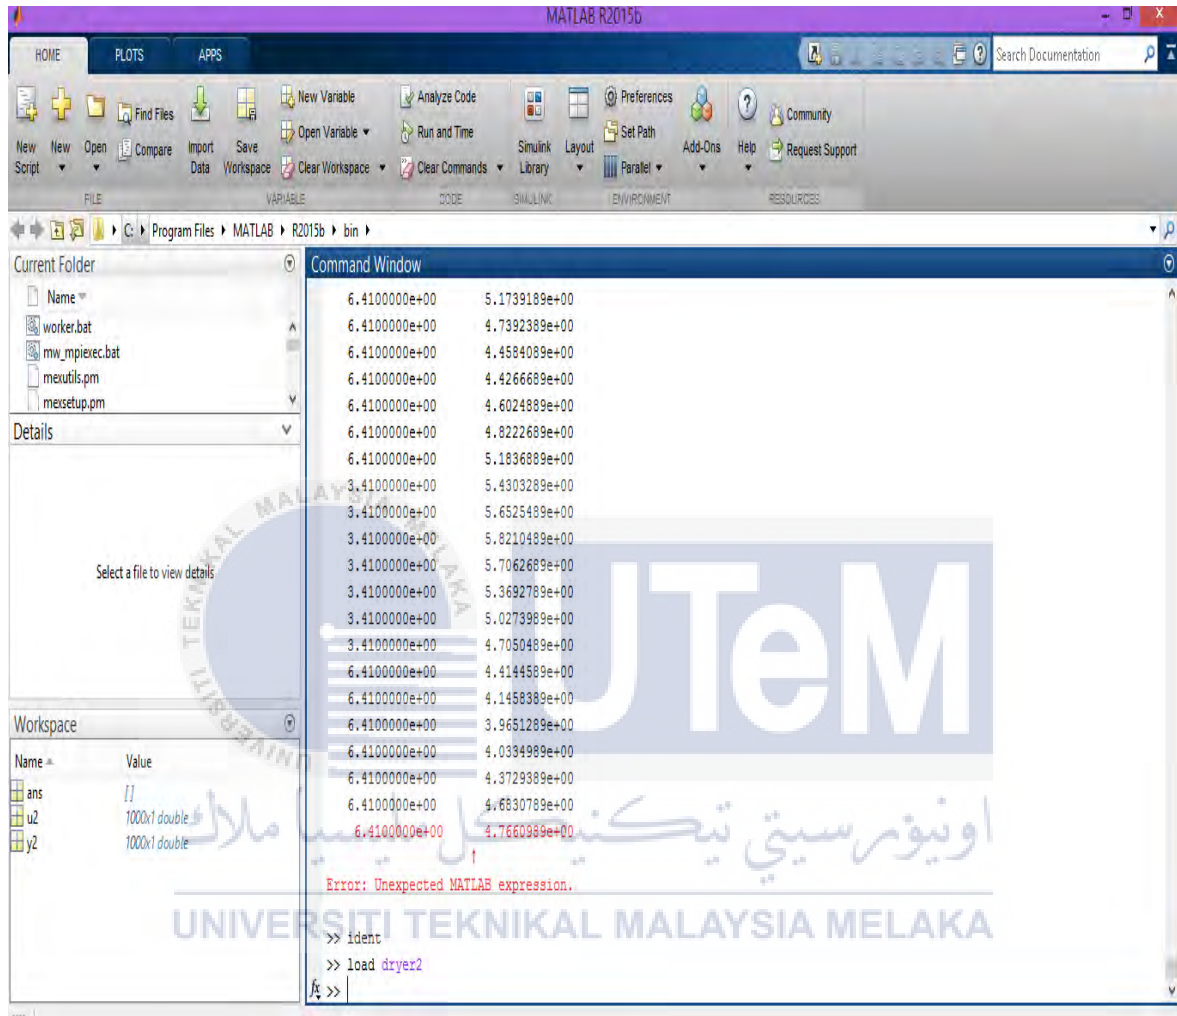 MATLAB R2015b
HOME PLOTS APPS
Search Documentation
New Script
New
Open
Find Files
Compare
Import Data
Save Workspace
New Variable
Open Variable
Clear Workspace
Analyze Code
Run and Time
Clear Commands
Simulink Library
Layout
Preferences
Set Path
Parallel
Add-Ons
Help
Community
Request Support
FILE VARIABLE CODE SIMULINK ENVIRONMENT RESOURCES
C: Program Files MATLAB R2015b bin
Current Folder
Name
worker.bat
mw_mpiexec.bat
mexutils.pm
mexsetup.pm
Details
Select a file to view details
Workspace
Name Value
ans []
u2 1000x1 double
y2 1000x1 double
Command Window
6.4100000e+00 5.1739189e+00
6.4100000e+00 4.7392389e+00
6.4100000e+00 4.4584089e+00
6.4100000e+00 4.4266689e+00
6.4100000e+00 4.6024889e+00
6.4100000e+00 4.8222689e+00
6.4100000e+00 5.1836889e+00
3.4100000e+00 5.4303289e+00
3.4100000e+00 5.6525489e+00
3.4100000e+00 5.8210489e+00
3.4100000e+00 5.7062689e+00
3.4100000e+00 5.3692789e+00
3.4100000e+00 5.0273989e+00
3.4100000e+00 4.7050489e+00
6.4100000e+00 4.4144589e+00
6.4100000e+00 4.1458389e+00
6.4100000e+00 3.9651289e+00
6.4100000e+00 4.0334989e+00
6.4100000e+00 4.3729389e+00
6.4100000e+00 4.6830789e+00
6.4100000e+00 4.7660989e+00
↑
Error: Unexpected MATLAB expression.
>> ident
>> load dryer2
fx >>
UNIVERSITI TEKNIKAL MALAYSIA MELAKA
UTeM
اونيۏرسيتي تيكنيكل مليسيا ملاك
UNIVERSITI TEKNIKAL MALAYSIA MELAKA